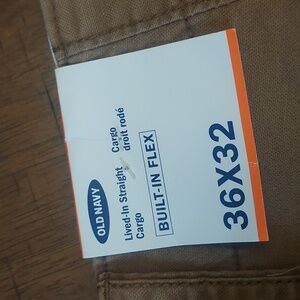 OLD NAVY
Lived-In Straight Cargo
Cargo droit rodé
BUILT-IN FLEX
36X32